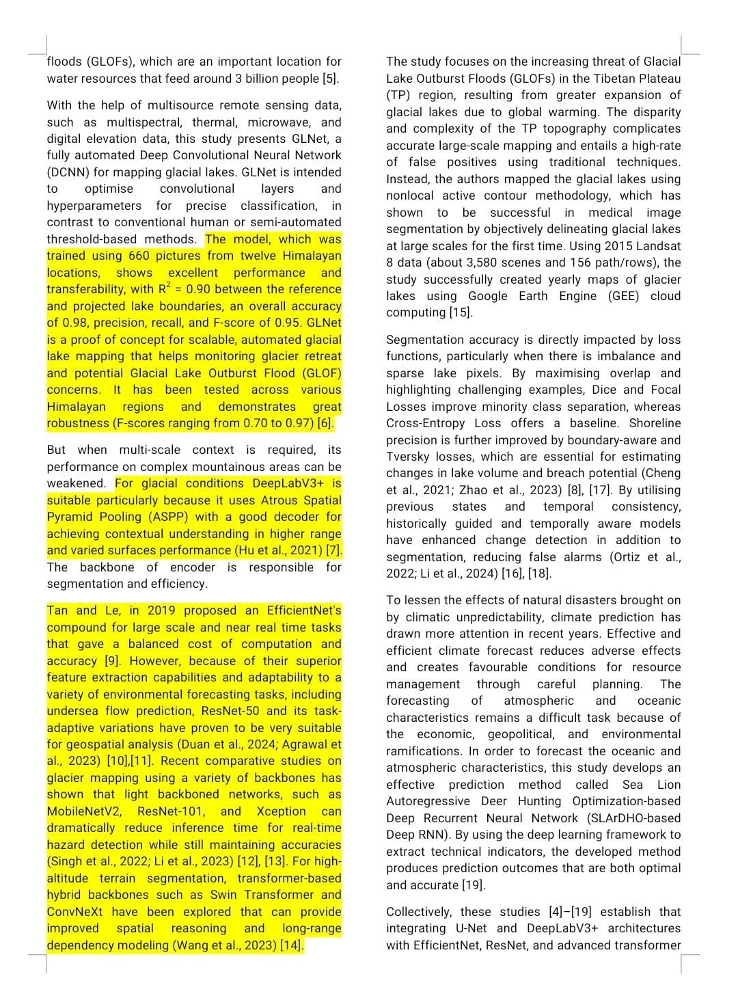 floods (GLOFs), which are an important location for
water resources that feed around 3 billion people [5].
With the help of multisource remote sensing data,
such as multispectral, thermal, microwave, and
digital elevation data, this study presents GLNet, a
fully automated Deep Convolutional Neural Network
(DCNN) for mapping glacial lakes. GLNet is intended
to optimise convolutional layers and
hyperparameters for precise classification, in
contrast to conventional human or semi-automated
threshold-based methods. The model, which was
trained using 660 pictures from twelve Himalayan
locations, shows excellent performance and
transferability, with R² = 0.90 between the reference
and projected lake boundaries, an overall accuracy
of 0.98, precision, recall, and F-score of 0.95. GLNet
is a proof of concept for scalable, automated glacial
lake mapping that helps monitoring glacier retreat
and potential Glacial Lake Outburst Flood (GLOF)
concerns. It has been tested across various
Himalayan regions and demonstrates great
robustness (F-scores ranging from 0.70 to 0.97) [6].
But when multi-scale context is required, its
performance on complex mountainous areas can be
weakened. For glacial conditions DeepLabV3+ is
suitable particularly because it uses Atrous Spatial
Pyramid Pooling (ASPP) with a good decoder for
achieving contextual understanding in higher range
and varied surfaces performance (Hu et al., 2021) [7].
The backbone of encoder is responsible for
segmentation and efficiency.
Tan and Le, in 2019 proposed an EfficientNet's
compound for large scale and near real time tasks
that gave a balanced cost of computation and
accuracy [9]. However, because of their superior
feature extraction capabilities and adaptability to a
variety of environmental forecasting tasks, including
undersea flow prediction, ResNet-50 and its task-
adaptive variations have proven to be very suitable
for geospatial analysis (Duan et al., 2024; Agrawal et
al., 2023) [10],[11]. Recent comparative studies on
glacier mapping using a variety of backbones has
shown that light backboned networks, such as
MobileNetV2, ResNet-101, and Xception can
dramatically reduce inference time for real-time
hazard detection while still maintaining accuracies
(Singh et al., 2022; Li et al., 2023) [12], [13]. For high-
altitude terrain segmentation, transformer-based
hybrid backbones such as Swin Transformer and
ConvNeXt have been explored that can provide
improved spatial reasoning and long-range
dependency modeling (Wang et al., 2023) [14].
The study focuses on the increasing threat of Glacial
Lake Outburst Floods (GLOFs) in the Tibetan Plateau
(TP) region, resulting from greater expansion of
glacial lakes due to global warming. The disparity
and complexity of the TP topography complicates
accurate large-scale mapping and entails a high-rate
of false positives using traditional techniques.
Instead, the authors mapped the glacial lakes using
nonlocal active contour methodology, which has
shown to be successful in medical image
segmentation by objectively delineating glacial lakes
at large scales for the first time. Using 2015 Landsat
8 data (about 3,580 scenes and 156 path/rows), the
study successfully created yearly maps of glacier
lakes using Google Earth Engine (GEE) cloud
computing [15].
Segmentation accuracy is directly impacted by loss
functions, particularly when there is imbalance and
sparse lake pixels. By maximising overlap and
highlighting challenging examples, Dice and Focal
Losses improve minority class separation, whereas
Cross-Entropy Loss offers a baseline. Shoreline
precision is further improved by boundary-aware and
Tversky losses, which are essential for estimating
changes in lake volume and breach potential (Cheng
et al., 2021; Zhao et al., 2023) [8], [17]. By utilising
previous states and temporal consistency,
historically guided and temporally aware models
have enhanced change detection in addition to
segmentation, reducing false alarms (Ortiz et al.,
2022; Li et al., 2024) [16], [18].
To lessen the effects of natural disasters brought on
by climatic unpredictability, climate prediction has
drawn more attention in recent years. Effective and
efficient climate forecast reduces adverse effects
and creates favourable conditions for resource
management through careful planning. The
forecasting of atmospheric and oceanic
characteristics remains a difficult task because of
the economic, geopolitical, and environmental
ramifications. In order to forecast the oceanic and
atmospheric characteristics, this study develops an
effective prediction method called Sea Lion
Autoregressive Deer Hunting Optimization-based
Deep Recurrent Neural Network (SLArDHO-based
Deep RNN). By using the deep learning framework to
extract technical indicators, the developed method
produces prediction outcomes that are both optimal
and accurate [19].
Collectively, these studies [4]–[19] establish that
integrating U-Net and DeepLabV3+ architectures
with EfficientNet, ResNet, and advanced transformer